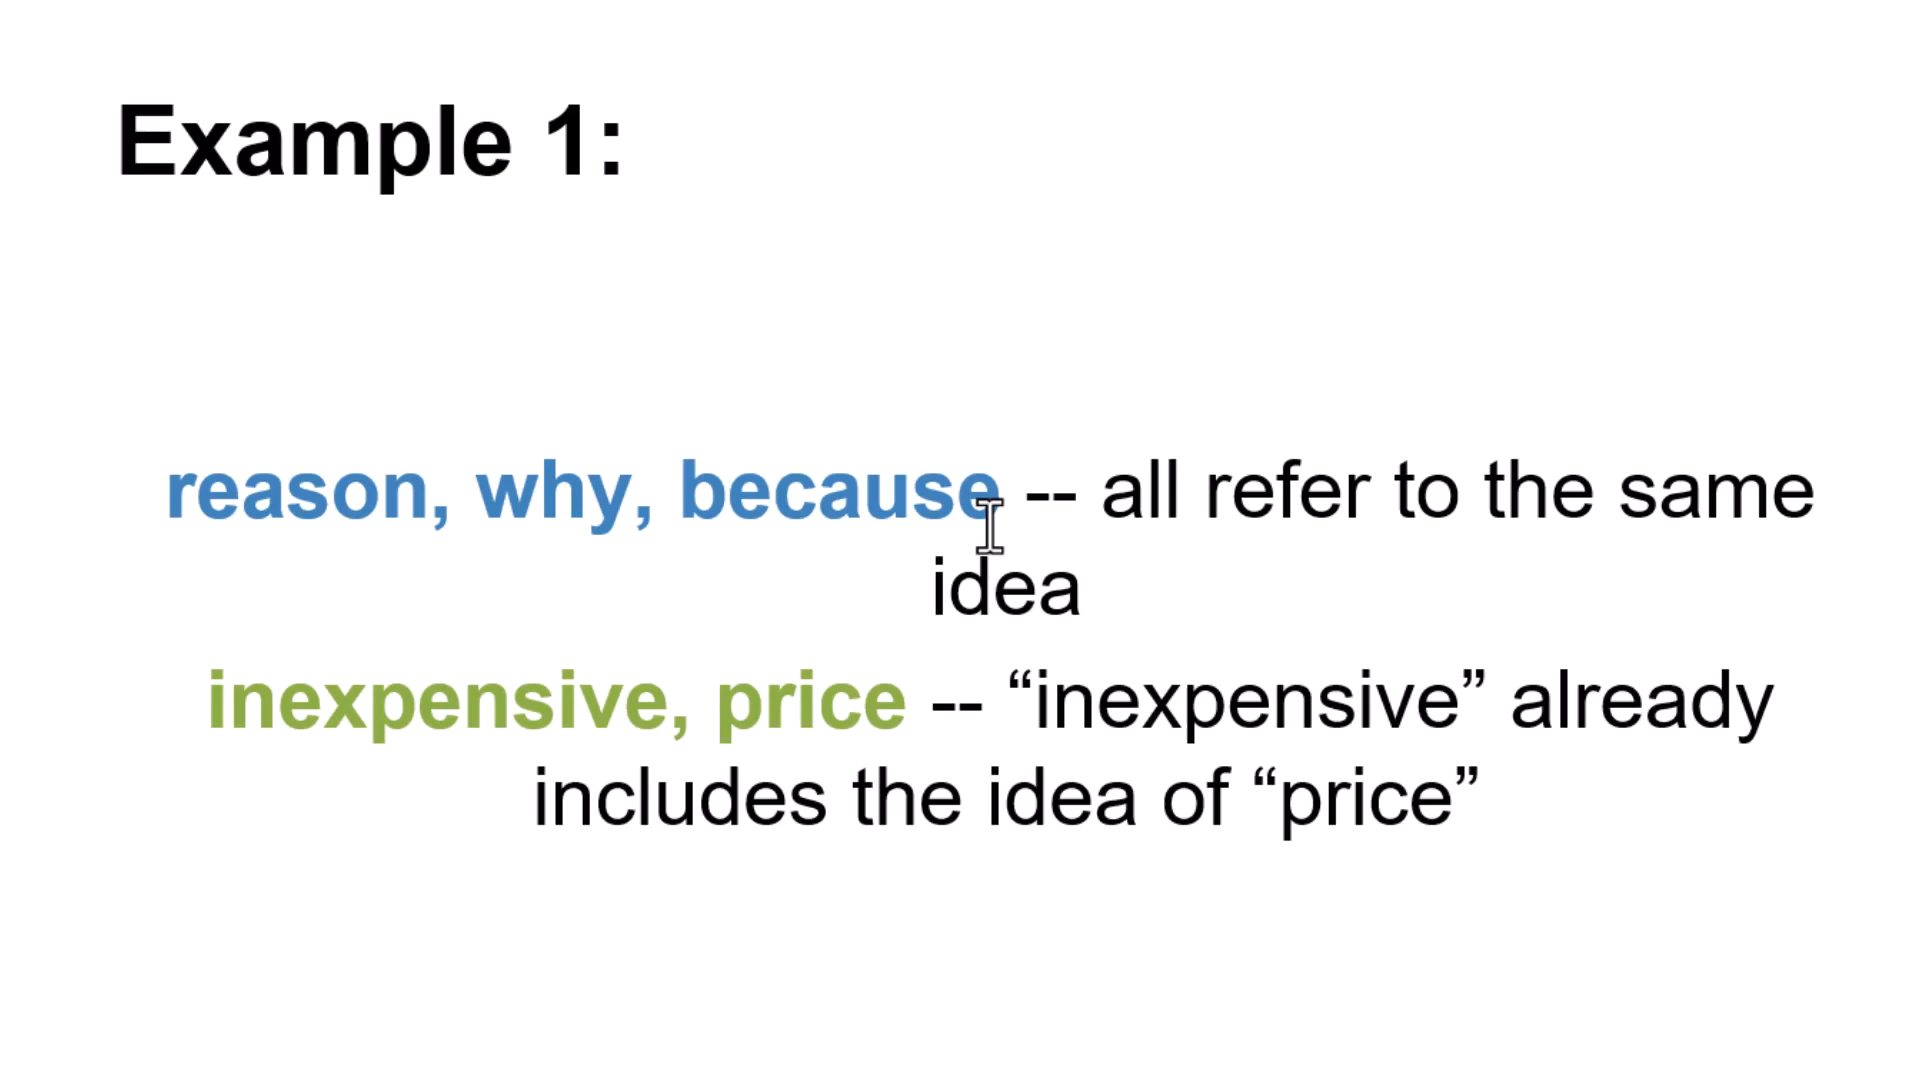 Example 1:
reason, why, because -- all refer to the same
idea
inexpensive, price -- “inexpensive” already
includes the idea of “price”